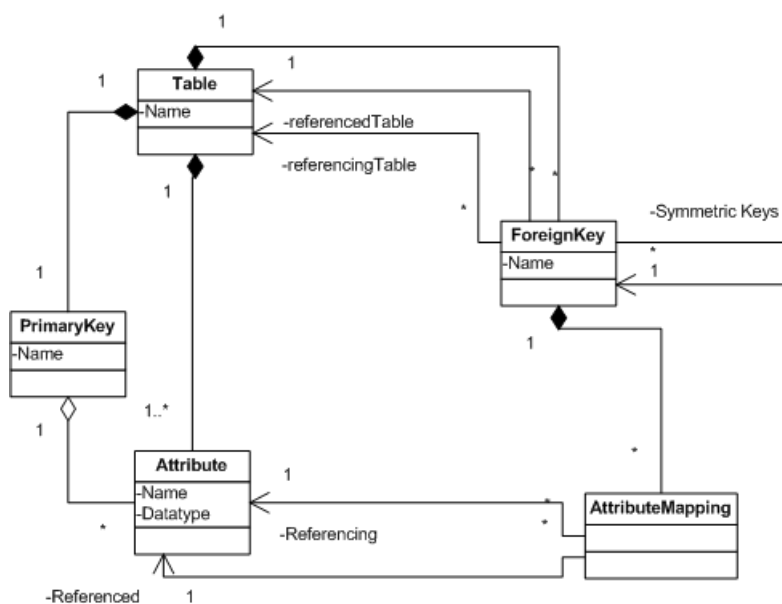 1
1
1
Table
-Name
-referencedTable
-referencingTable
1
*
*
*
-Symmetric Keys
ForeignKey
*
-Name
1
1
1
PrimaryKey
-Name
1
1..*
*
Attribute
1
-Name
-Datatype
*
*
*
AttributeMapping
-Referencing
-Referenced
1